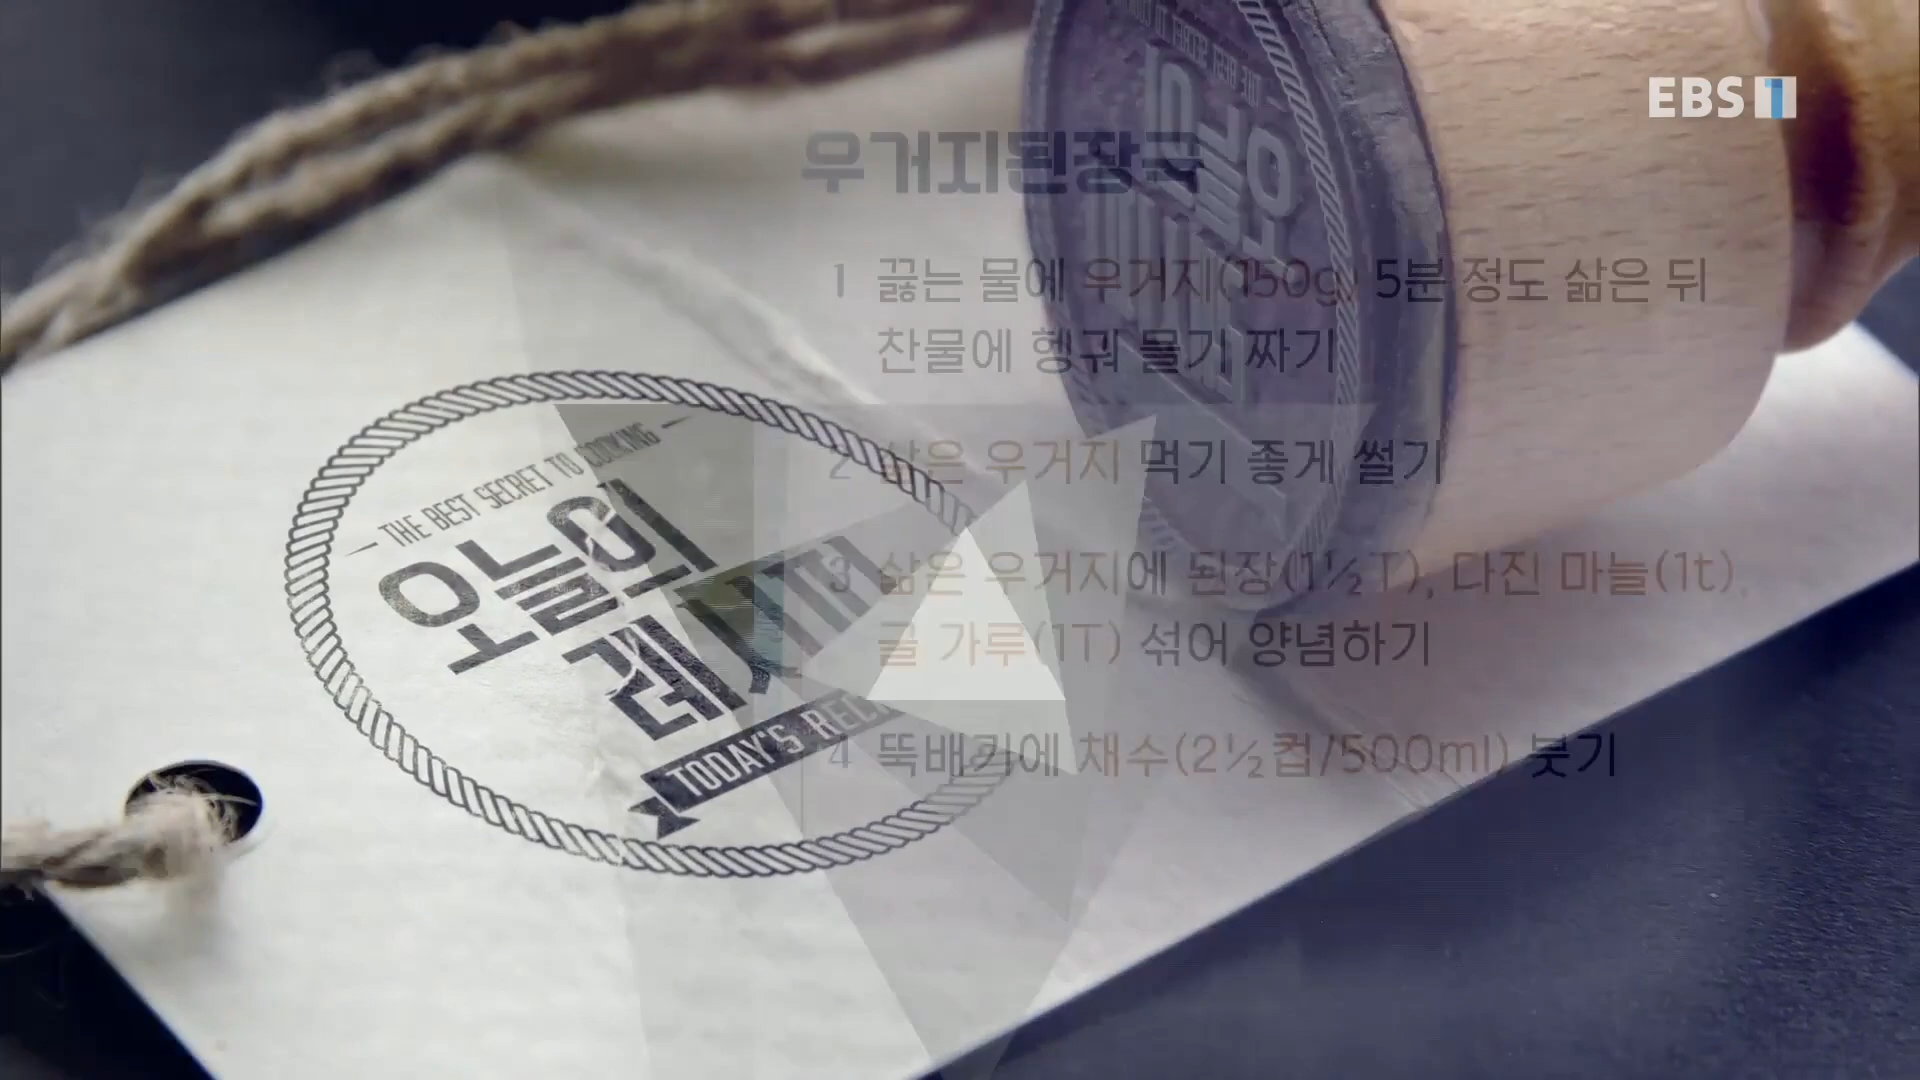 EBS 1
우거지된장국
1 끓는 물에 우거지(150g) 5분 정도 삶은 뒤
찬물에 헹궈 물기 짜기
2 삶은 우거지 먹기 좋게 썰기
3 삶은 우거지에 된장(1½T), 다진 마늘(1t),
귤 가루(1T) 섞어 양념하기
4 뚝배기에 채수(2½컵/500ml) 붓기
THE BEST SECRET TO COOKING
오늘의
레시피
TODAY'S